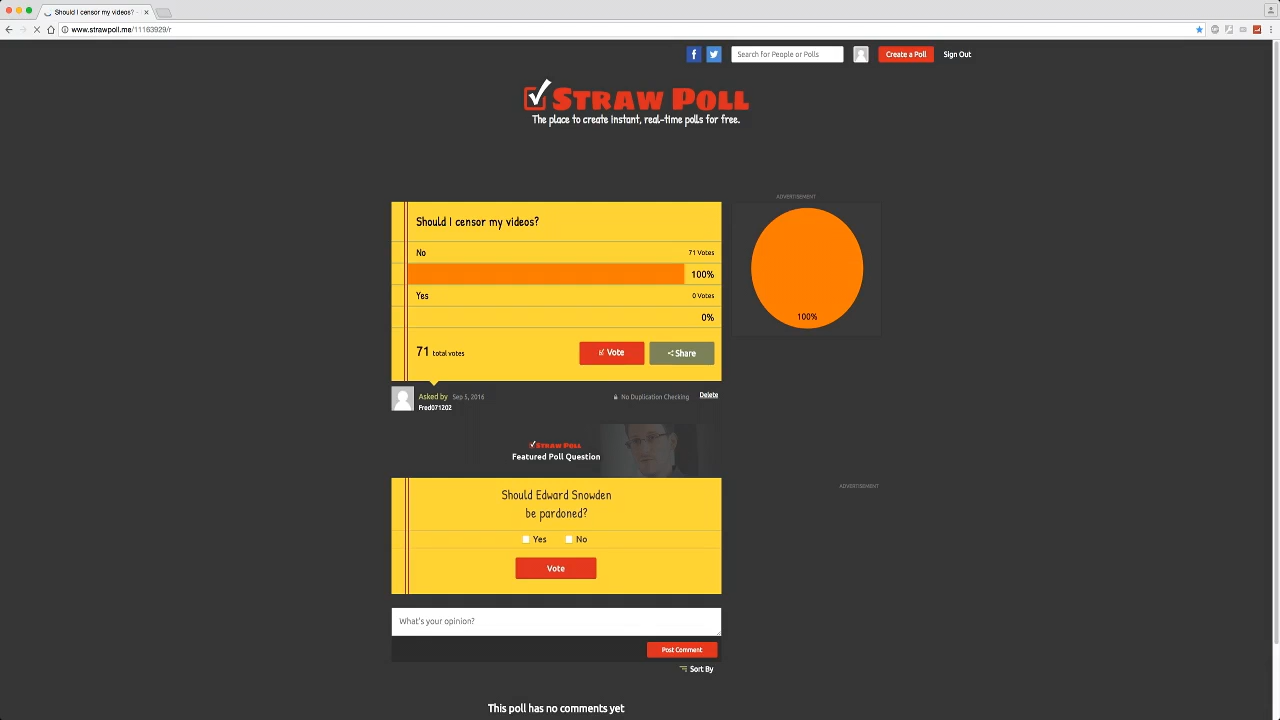 Should I censor my videos? -
www.strawpoll.me/11163929/r
Search for People or Polls
Create a Poll
Sign Out
STRAW POLL
The place to create instant, real-time polls for free.
ADVERTISEMENT
Should I censor my videos?
No
71 Votes
100%
Yes
0 Votes
0%
100%
71 total votes
Vote
Share
Asked by Sep 5, 2016
Fred071202
No Duplication Checking
Delete
STRAW POLL
Featured Poll Question
ADVERTISEMENT
Should Edward Snowden
be pardoned?
Yes
No
Vote
What's your opinion?
Post Comment
Sort By
This poll has no comments yet